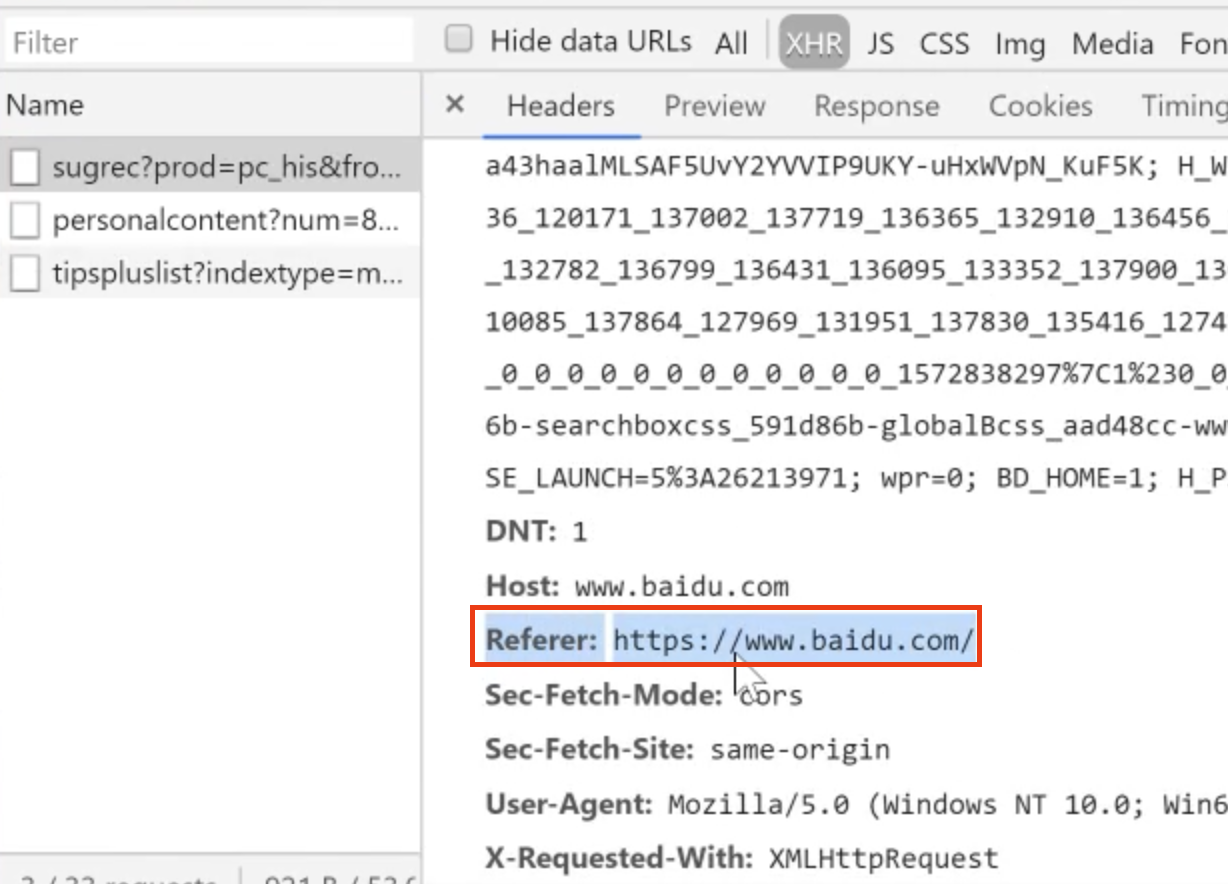 Filter
Hide data URLs All XHR JS CSS Img Media Fon
Name
× Headers Preview Response Cookies Timing
sugrec?prod=pc_his&fro...
personalcontent?num=8...
tipspluslist?indextype=m...
a43haalMLSAF5UvY2YVVIP9UKY-uHxWVpN_KuF5K; H_W
36_120171_137002_137719_136365_132910_136456_
_132782_136799_136431_136095_133352_137900_13
10085_137864_127969_131951_137830_135416_1274
_0_0_0_0_0_0_0_0_0_0_0_0_1572838297%7C1%230_0_
6b-searchboxcss_591d86b-globalBcss_aad48cc-ww
SE_LAUNCH=5%3A26213971; wpr=0; BD_HOME=1; H_P
DNT: 1
Host: www.baidu.com
Referer: https://www.baidu.com/
Sec-Fetch-Mode: cors
Sec-Fetch-Site: same-origin
User-Agent: Mozilla/5.0 (Windows NT 10.0; Win6
X-Requested-With: XMLHttpRequest